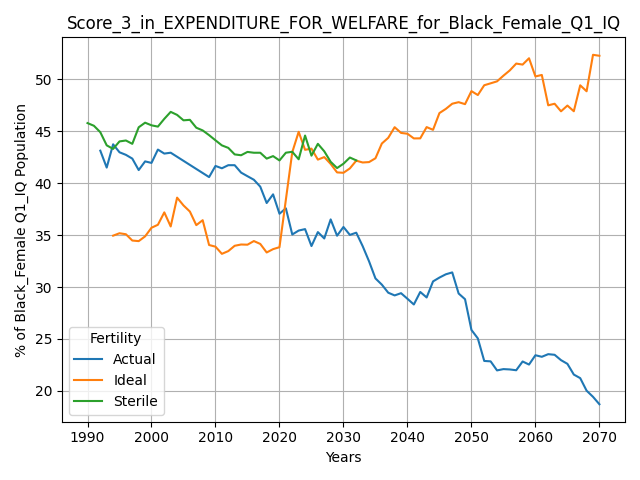 Score_3_in_EXPENDITURE_FOR_WELFARE_for_Black_Female_Q1_IQ
% of Black_Female Q1_IQ Population
50
45
40
35
30
25
20
Fertility
Actual
Ideal
Sterile
1990 2000 2010 2020 2030 2040 2050 2060 2070
Years